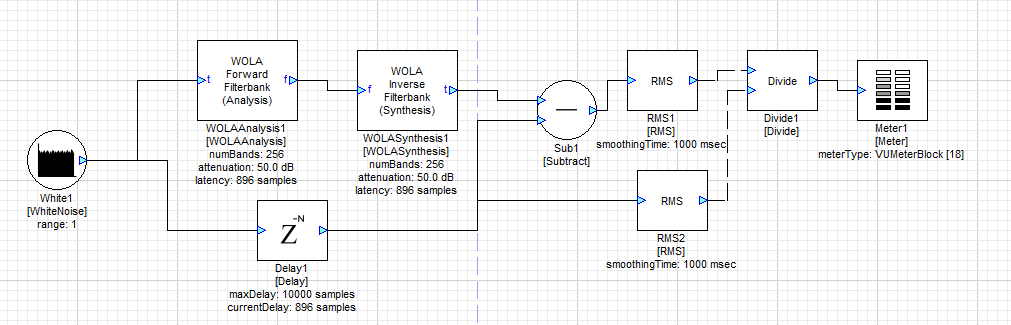 WOLA
Forward
Filterbank
(Analysis)
t
f
WOLAAnalysis1
[WOLAAnalysis]
numBands: 256
attenuation: 50.0 dB
latency: 896 samples
WOLA
Inverse
Filterbank
(Synthesis)
f
t
WOLASynthesis1
[WOLASynthesis]
numBands: 256
attenuation: 50.0 dB
latency: 896 samples
Sub1
[Subtract]
RMS
RMS1
[RMS]
smoothingTime: 1000 msec
Divide
Divide1
[Divide]
Meter1
[Meter]
meterType: VUMeterBlock [18]
White1
[WhiteNoise]
range: 1
Z-N
Delay1
[Delay]
maxDelay: 10000 samples
currentDelay: 896 samples
RMS
RMS2
[RMS]
smoothingTime: 1000 msec